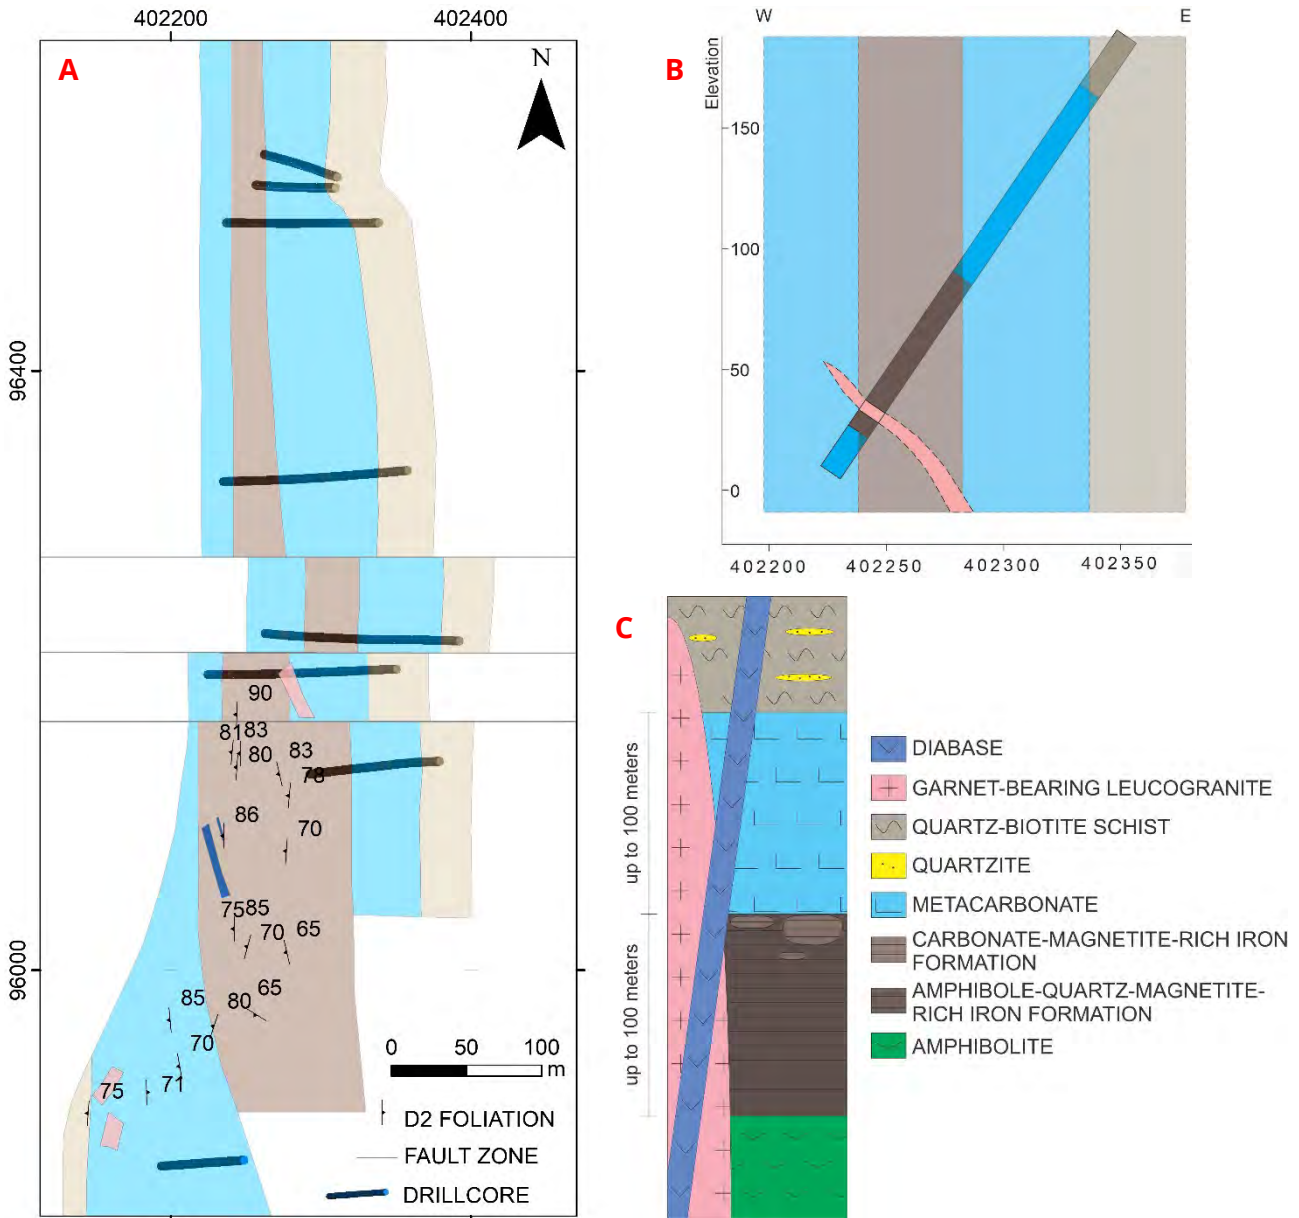 402200
402400
A
N
96400
90
81
83
80
83
78
86
70
75
85
70
65
96000
85
80
65
70
75
71
0
50
100
m
D2 FOLIATION
FAULT ZONE
DRILLCORE
W
E
B
Elevation
150
100
50
0
402200
402250
402300
402350
C
up to 100 meters
up to 100 meters
DIABASE
GARNET-BEARING LEUCOGRANITE
QUARTZ-BIOTITE SCHIST
QUARTZITE
METACARBONATE
CARBONATE-MAGNETITE-RICH IRON
FORMATION
AMPHIBOLE-QUARTZ-MAGNETITE-
RICH IRON FORMATION
AMPHIBOLITE